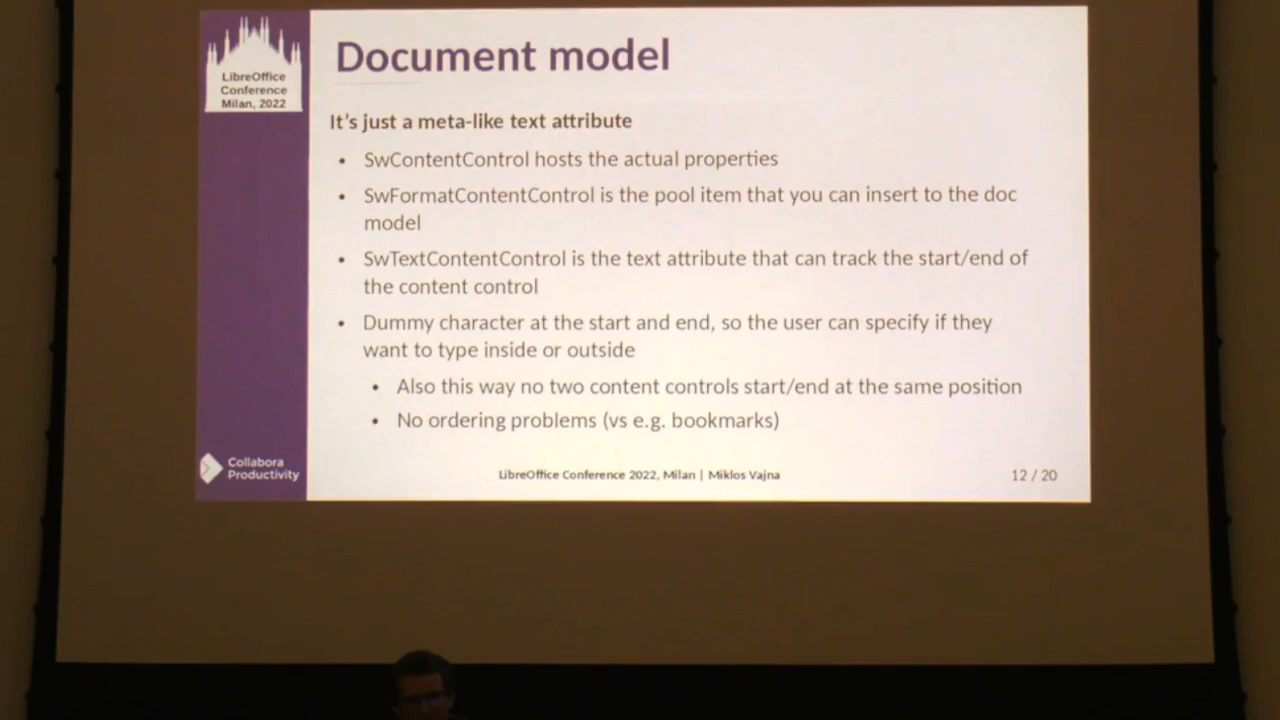 LibreOffice
Conference
Milan, 2022
Document model
It's just a meta-like text attribute
• SwContentControl hosts the actual properties
• SwFormatContentControl is the pool item that you can insert to the doc
model
• SwTextContentControl is the text attribute that can track the start/end of
the content control
• Dummy character at the start and end, so the user can specify if they
want to type inside or outside
• Also this way no two content controls start/end at the same position
• No ordering problems (vs e.g. bookmarks)
Collabora
Productivity
LibreOffice Conference 2022, Milan | Miklos Vajna
12 / 20